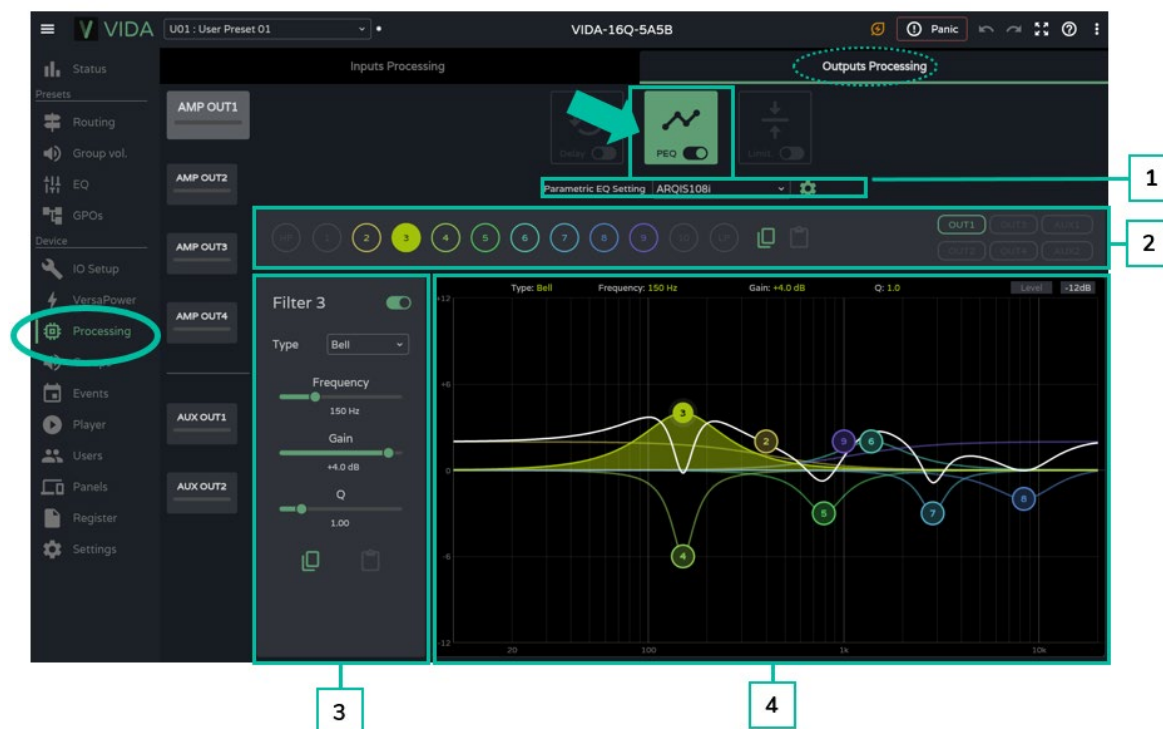 VIDA
U01 : User Preset 01
VIDA-16Q-5A5B
Panic
Status
Presets
Routing
Group vol.
EQ
GPOs
Device
IO Setup
VersaPower
Processing
Events
Player
Users
Panels
Register
Settings
Inputs Processing
Outputs Processing
AMP OUT1
AMP OUT2
AMP OUT3
AMP OUT4
AUX OUT1
AUX OUT2
Delay
PEQ
Limit
Parametric EQ Setting
ARQIS108i
1
HP 1 2 3 4 5 6 7 8 9 10 LP
OUT1 OUT3 AUX1
OUT2 OUT4 AUX2
2
Filter 3
Type
Bell
Frequency
150 Hz
Gain
+4.0 dB
Q
1.00
Type: Bell Frequency: 150 Hz Gain: +4.0 dB Q: 1.0 Level -12dB
+12
+6
0
-6
-12
3
2
9
6
5
7
8
4
20 100 1k 10k
3
4